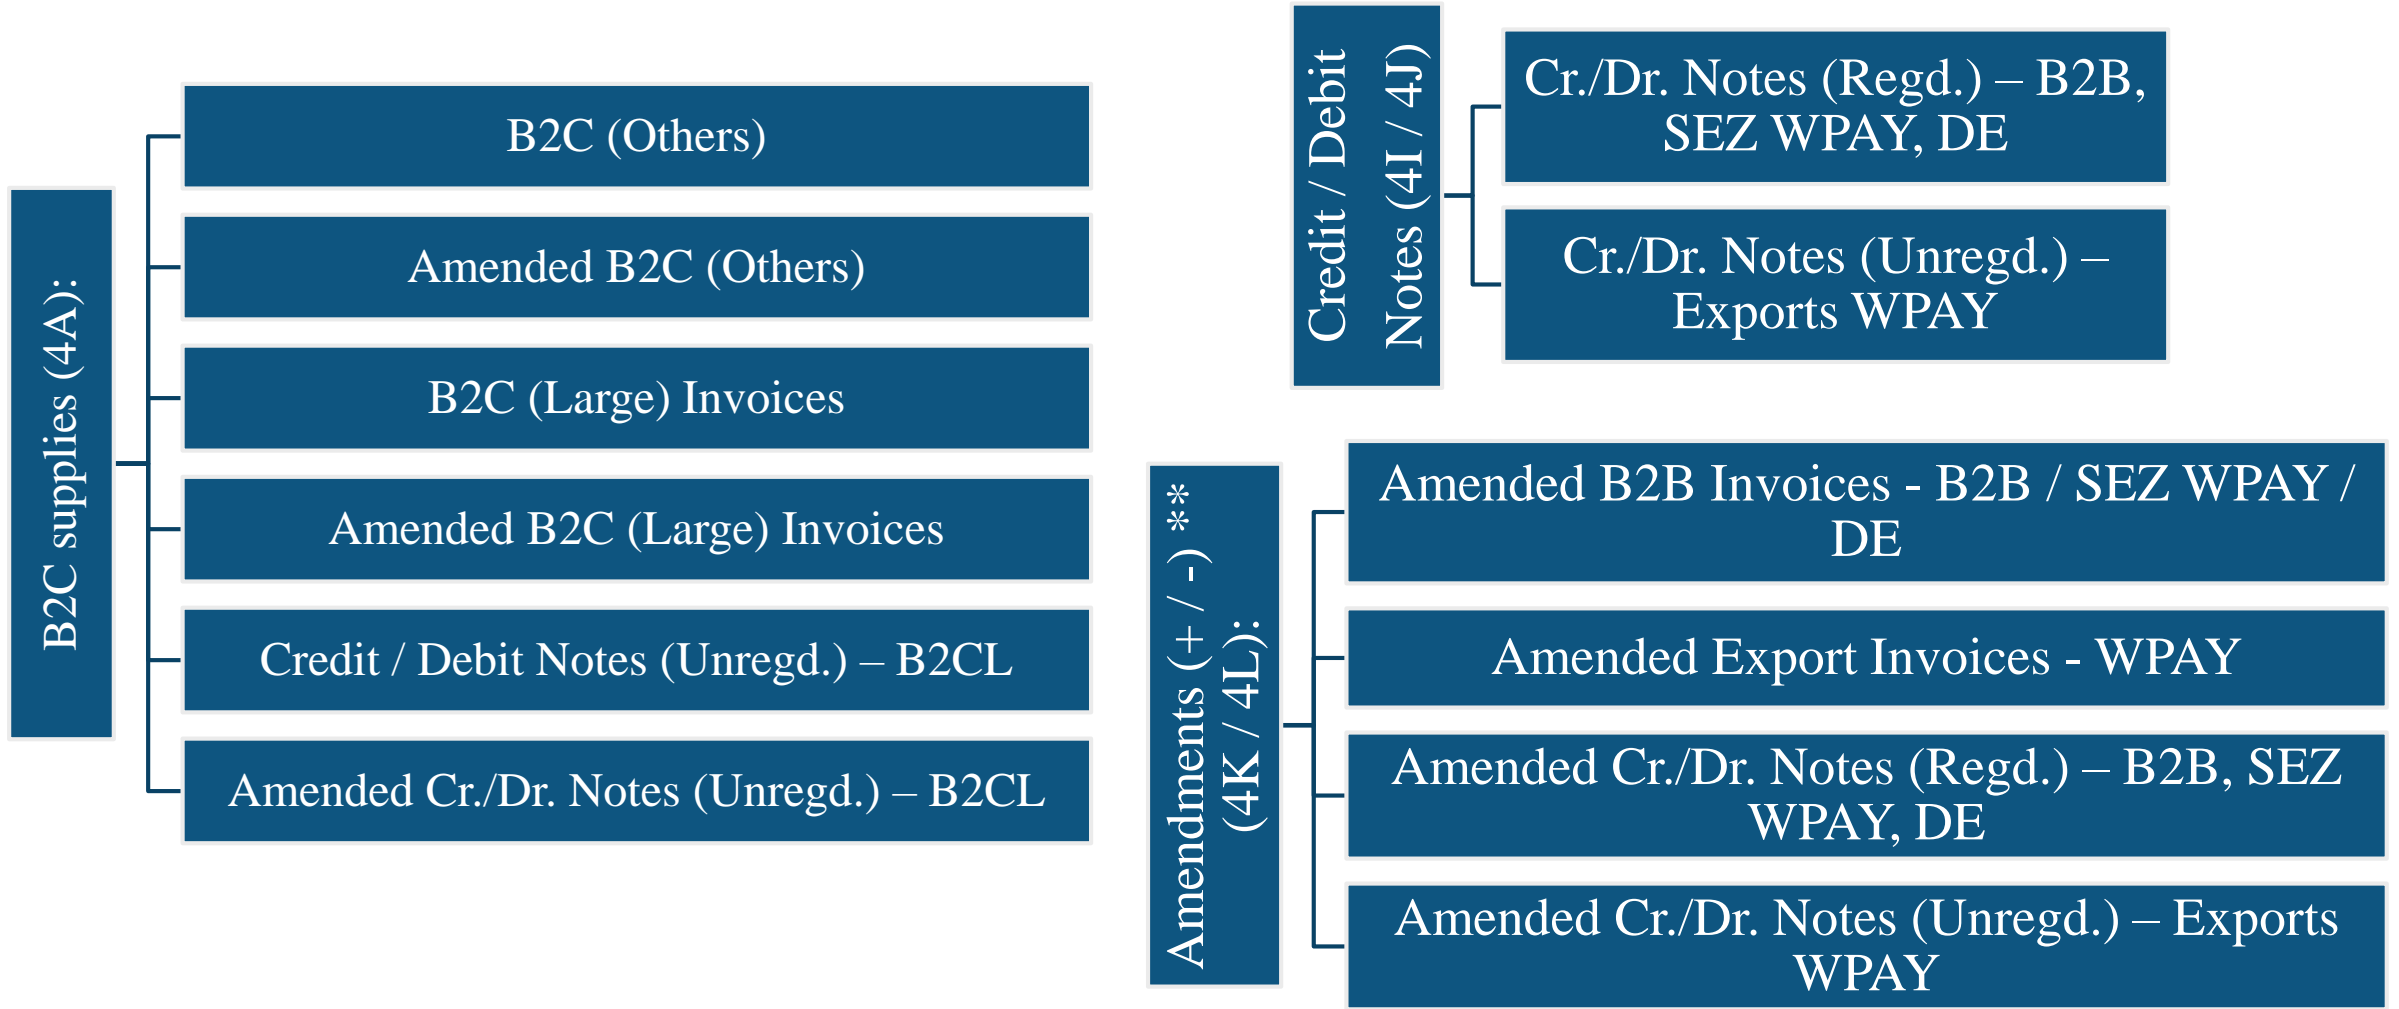 B2C supplies (4A):
B2C (Others)
Amended B2C (Others)
B2C (Large) Invoices
Amended B2C (Large) Invoices
Credit / Debit Notes (Unregd.) – B2CL
Amended Cr./Dr. Notes (Unregd.) – B2CL
Credit / Debit
Notes (4I / 4J)
Cr./Dr. Notes (Regd.) – B2B,
SEZ WPAY, DE
Cr./Dr. Notes (Unregd.) –
Exports WPAY
Amendments (+ / -) **
(4K / 4L):
Amended B2B Invoices - B2B / SEZ WPAY /
DE
Amended Export Invoices - WPAY
Amended Cr./Dr. Notes (Regd.) – B2B, SEZ
WPAY, DE
Amended Cr./Dr. Notes (Unregd.) – Exports
WPAY